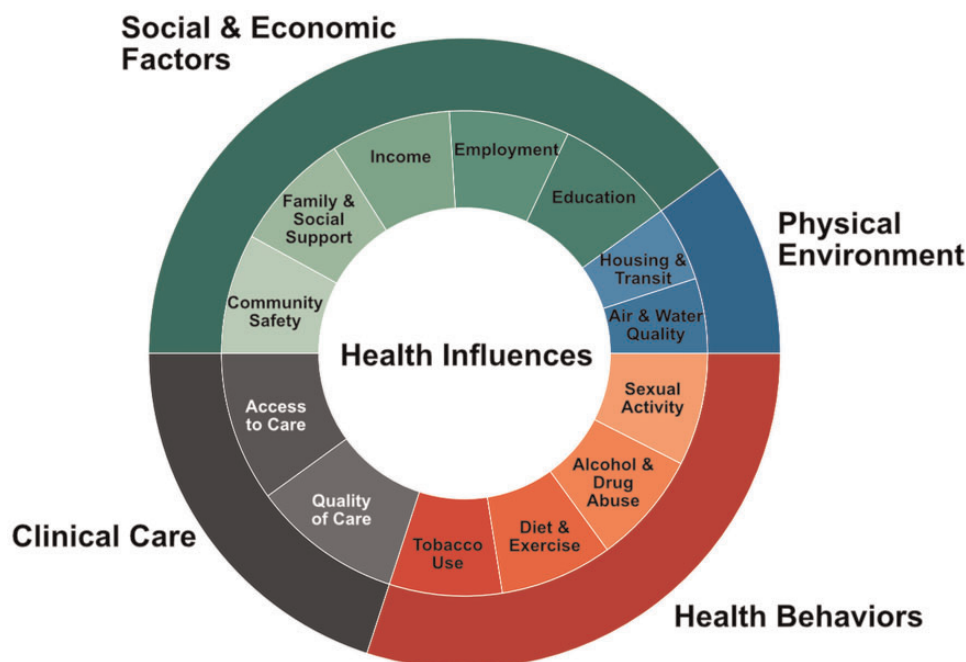 Social & Economic
Factors
Income
Employment
Education
Family &
Social
Support
Community
Safety
Physical
Environment
Housing &
Transit
Air & Water
Quality
Health Influences
Access
to Care
Quality
of Care
Clinical Care
Sexual
Activity
Alcohol &
Drug
Abuse
Diet &
Exercise
Tobacco
Use
Health Behaviors